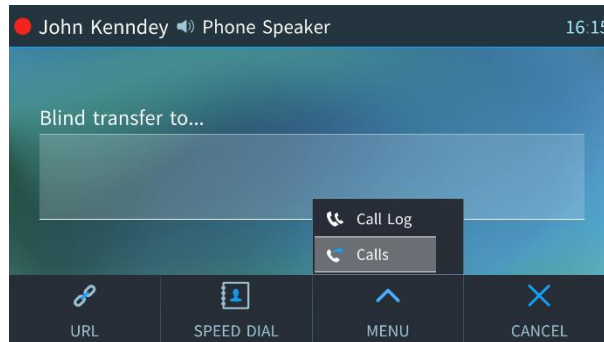 John Kenndey Phone Speaker 16:15
Blind transfer to...
Call Log
Calls
URL SPEED DIAL MENU CANCEL